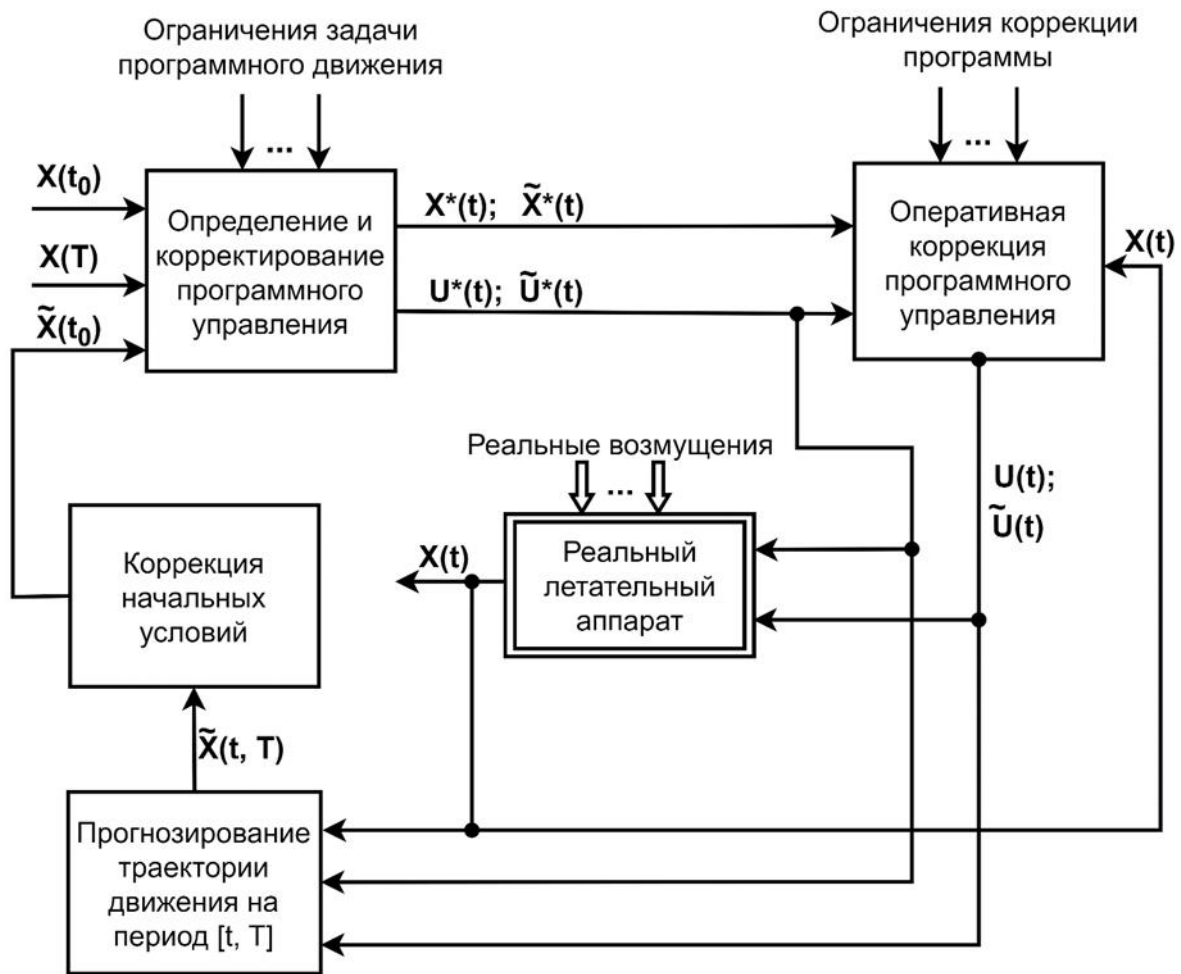 Ограничения задачи
программного движения
Ограничения коррекции
программы
...
...
X(t₀)
X(T)
X̃(t₀)
Определение и
корректирование
программного
управления
X*(t); X̃*(t)
U*(t); Ũ*(t)
Оперативная
коррекция
программного
управления
X(t)
Реальные возмущения
...
U(t);
Ũ(t)
Коррекция
начальных
условий
X(t)
Реальный
летательный
аппарат
X̃(t, T)
Прогнозирование
траектории
движения на
период [t, T]